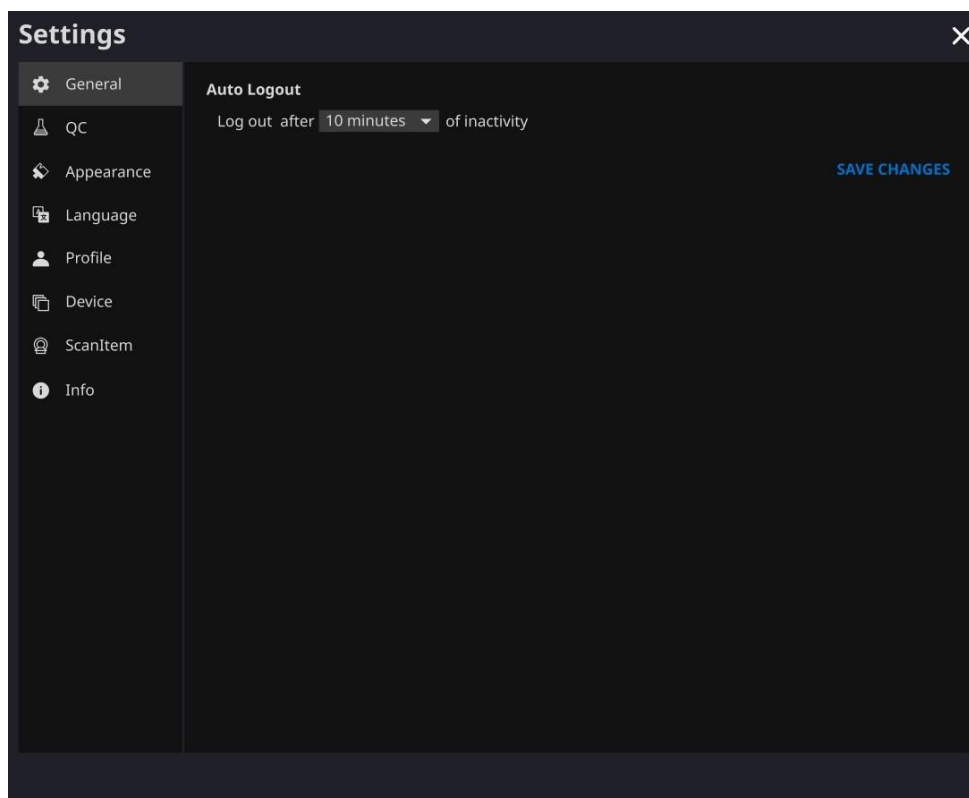 Settings
General
QC
Appearance
Language
Profile
Device
ScanItem
Info
Auto Logout
Log out after 10 minutes of inactivity
SAVE CHANGES